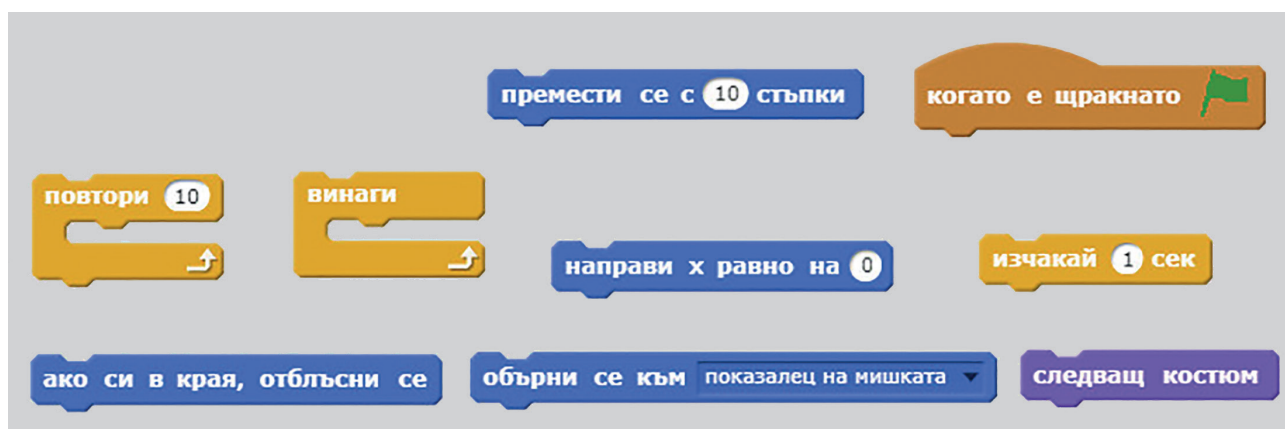 премести се с 10 стъпки
когато е щракнато
повтори 10
винаги
направи x равно на 0
изчакай 1 сек
ако си в края, отблъсни се
обърни се към показалец на мишката
следващ костюм